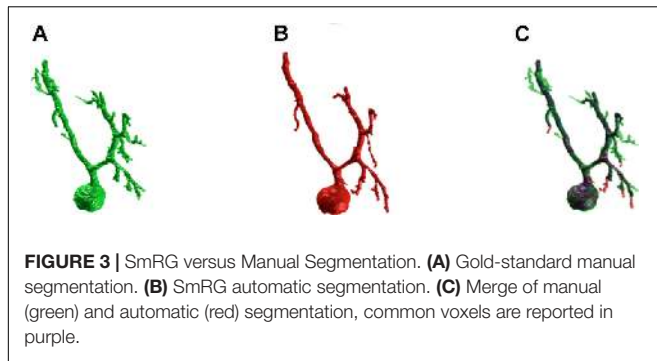 A
B
C
FIGURE 3 | SmRG versus Manual Segmentation. (A) Gold-standard manual
segmentation. (B) SmRG automatic segmentation. (C) Merge of manual
(green) and automatic (red) segmentation, common voxels are reported in
purple.